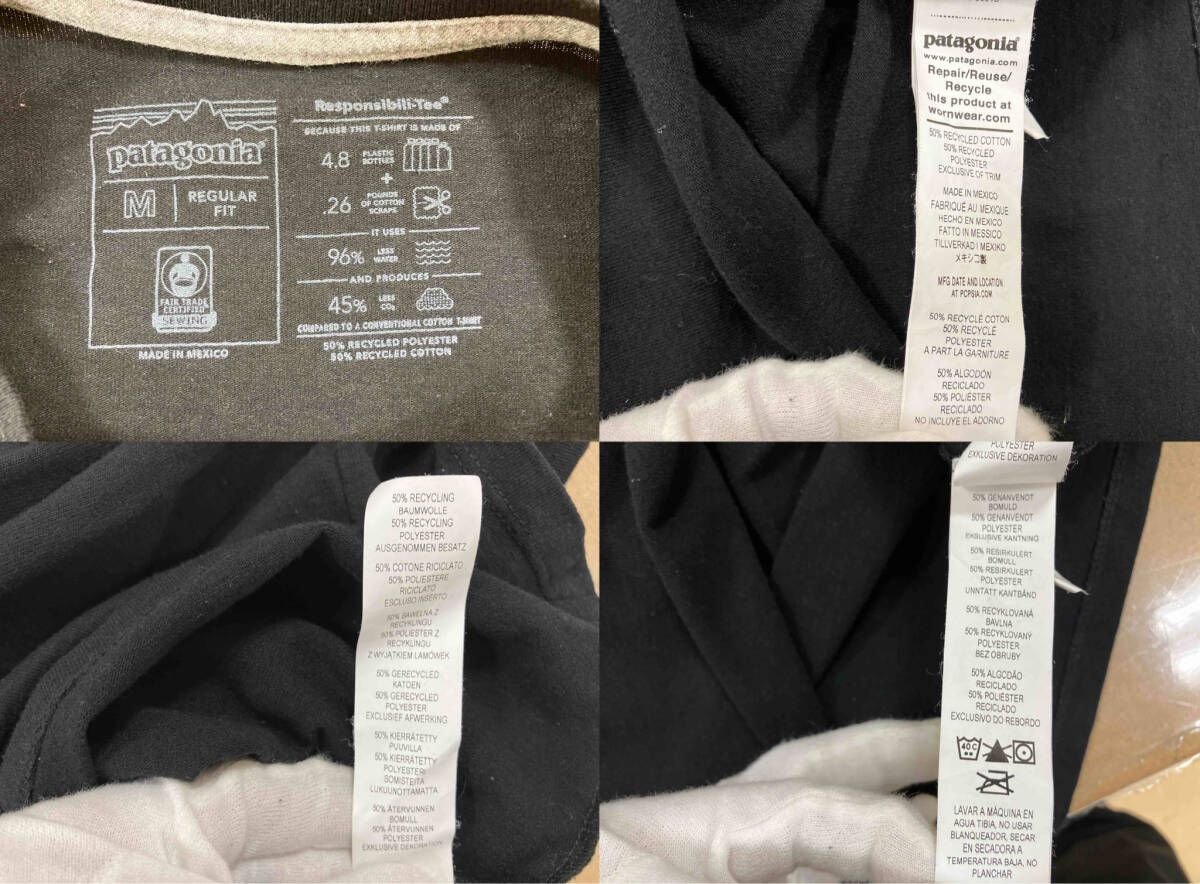 patagonia®
M
REGULAR
FIT
FAIR TRADE
CERTIFIED™
SEWING
MADE IN MEXICO
Responsibili-Tee®
BECAUSE THIS T-SHIRT IS MADE OF
4.8 PLASTIC
BOTTLES
+
.26 POUNDS
OF COTTON
SCRAPS
IT USES
96% LESS
WATER
AND PRODUCES
45% LESS
CO₂
COMPARED TO A CONVENTIONAL COTTON T-SHIRT
50% RECYCLED POLYESTER
50% RECYCLED COTTON
patagonia®
www.patagonia.com
Repair/Reuse/
Recycle
this product at
wornwear.com
50% RECYCLED COTTON
50% RECYCLED
POLYESTER
EXCLUSIVE OF TRIM
MADE IN MEXICO
FABRIQUÉ AU MEXIQUE
HECHO EN MEXICO
FATTO IN MESSICO
TILLVERKAD I MEXIKO
メキシコ製
MFG DATE AND LOCATION
AT PCPSIA.COM
50% RECYCLÉ COTON
50% RECYCLÉ
POLYESTER
A PART LA GARNITURE
50% ALGODÓN
RECICLADO
50% POLIÉSTER
RECICLADO
NO INCLUYE EL ADORNO
50% RECYCLING
BAUMWOLLE
50% RECYCLING
POLYESTER
AUSGENOMMEN BESATZ
50% COTONE RICICLATO
50% POLIESTERE
RICICLATO
ESCLUSO INSERTO
50% BAWEŁNA Z
RECYKLINGU
50% POLIESTER Z
RECYKLINGU
Z WYJĄTKIEM LAMÓWEK
50% GERECYCLED
KATOEN
50% GERECYCLED
POLYESTER
EXCLUSIEF AFWERKING
50% KIERRÄTETTY
PUUVILLA
50% KIERRÄTETTY
POLYESTERI
SOMISTEITA
LUKUUNOTTAMATTA
50% ÅTERVUNNEN
BOMULL
50% ÅTERVUNNEN
POLYESTER
EXKLUSIVE DEKORATION
POLYESTER
EXKLUSIVE DEKORATION
50% GENANVENDT
BOMULD
50% GENANVENDT
POLYESTER
EKSLUSIVE KANTNING
50% RESIRKULERT
BOMULL
50% RESIRKULERT
POLYESTER
UNNTATT KANTBÅND
50% RECYKLOVANÁ
BAVLNA
50% RECYKLOVANÝ
POLYESTER
BEZ OBRUBY
50% ALGODÃO
RECICLADO
50% POLIÉSTER
RECICLADO
EXCLUSIVO DO REBORDO
40 C
LAVAR A MÁQUINA EN
AGUA TIBIA, NO USAR
BLANQUEADOR, SECAR
EN SECADORA A
TEMPERATURA BAJA, NO
PLANCHAR